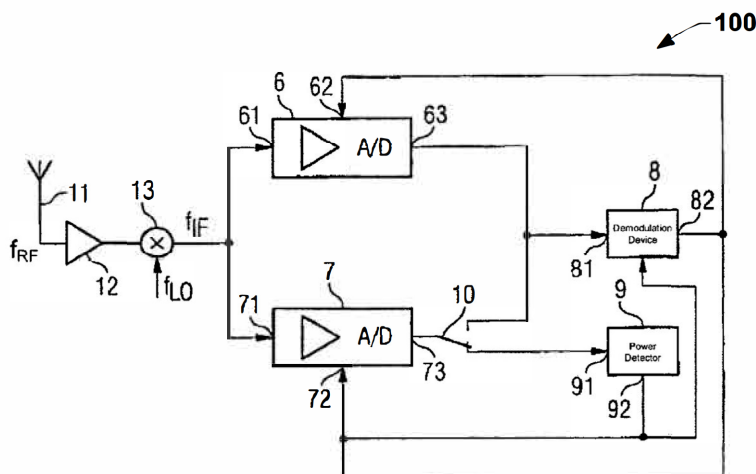 100
6
62
61
A/D
63
11
13
fIF
8
82
Demodulation
Device
fRF
12
fLO
81
7
10
71
A/D
9
Power
Detector
73
72
91
92